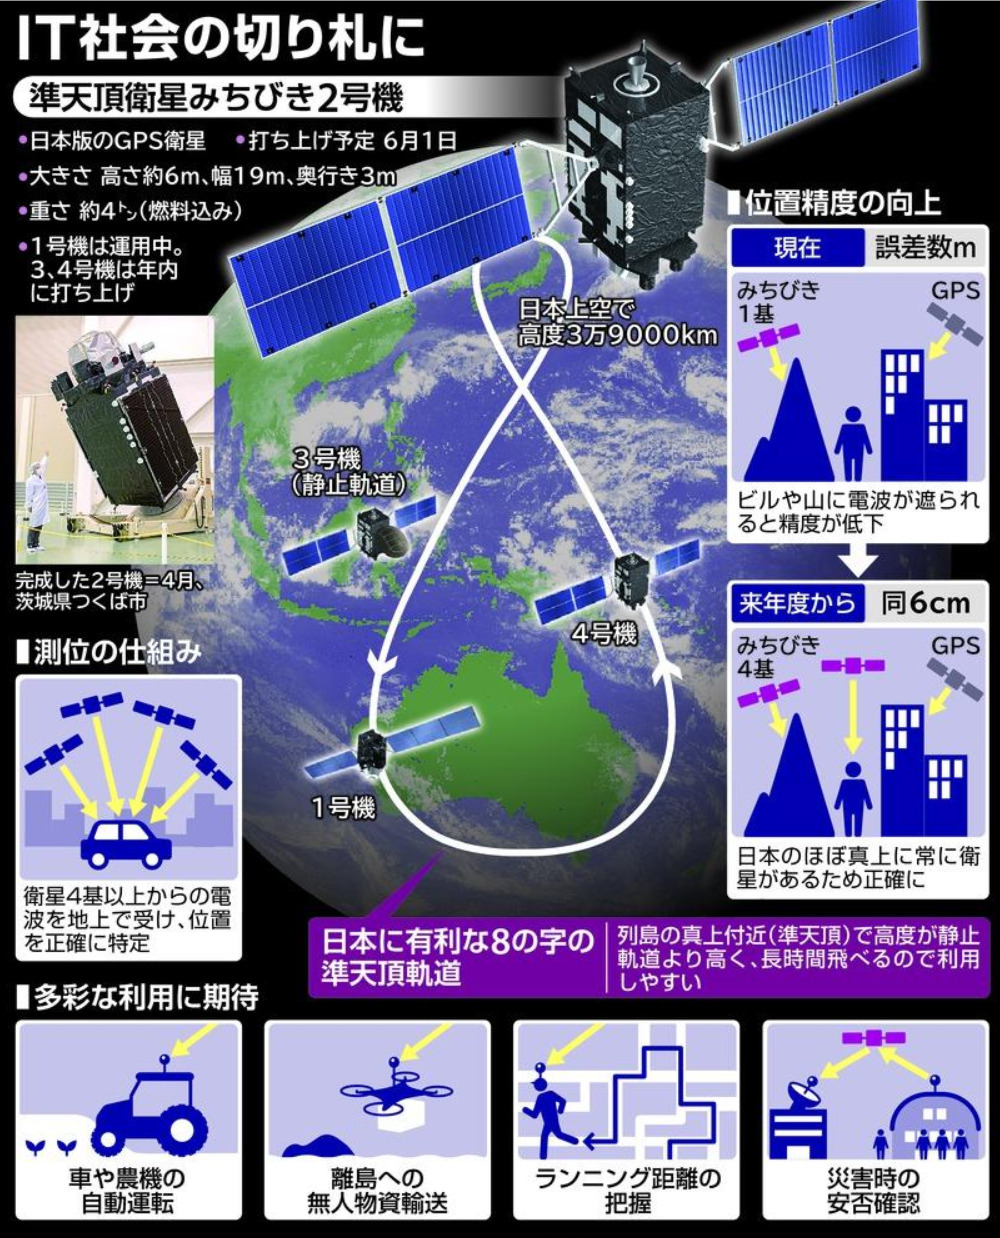 IT社会の切り札に
準天頂衛星みちびき2号機
•日本版のGPS衛星 •打ち上げ予定 6月1日
•大きさ 高さ約6m、幅19m、奥行き3m
•重さ 約4㌧(燃料込み)
•1号機は運用中。
3、4号機は年内
に打ち上げ
完成した2号機=4月、
茨城県つくば市
日本上空で
高度3万9000km
3号機
(静止軌道)
4号機
1号機
▮位置精度の向上
現在 誤差数m
みちびき
1基
GPS
ビルや山に電波が遮られ
ると精度が低下
来年度から 同6cm
みちびき
4基
GPS
日本のほぼ真上に常に衛
星があるため正確に
▮測位の仕組み
衛星4基以上からの電
波を地上で受け、位置
を正確に特定
日本に有利な8の字の
準天頂軌道
列島の真上付近(準天頂)で高度が静止
軌道より高く、長時間飛べるので利用
しやすい
▮多彩な利用に期待
車や農機の
自動運転
離島への
無人物資輸送
ランニング距離の
把握
災害時の
安否確認